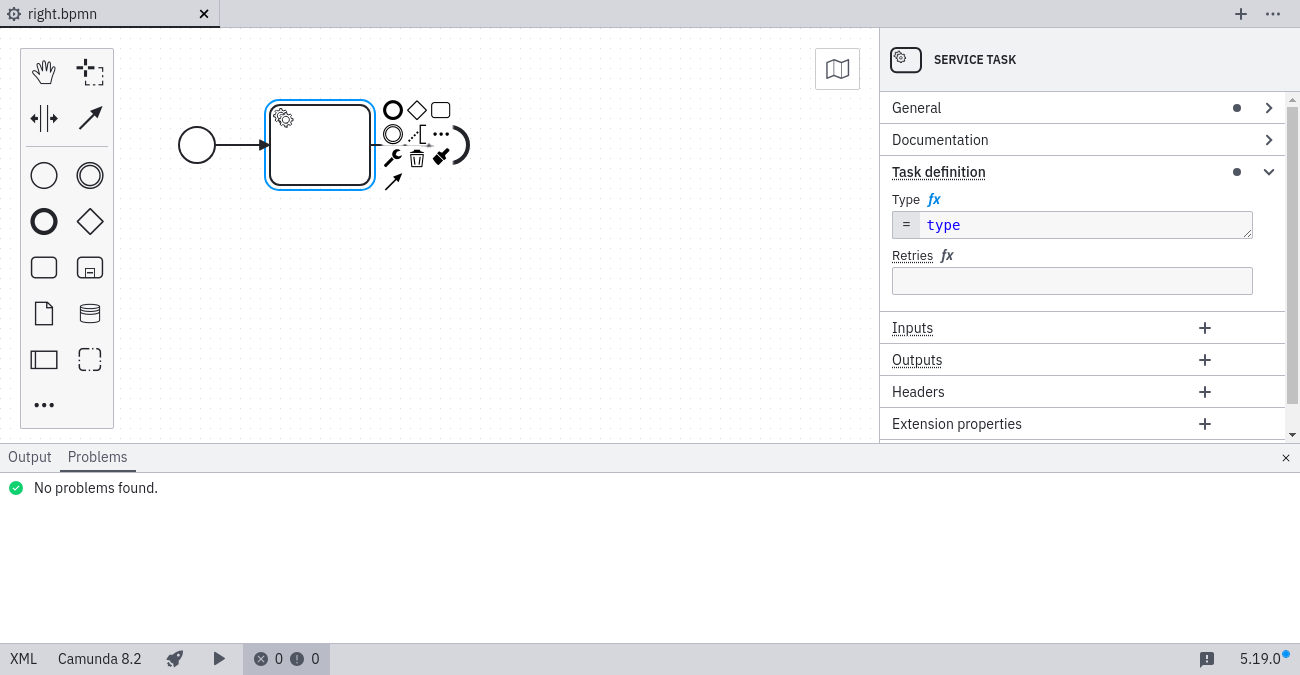 right.bpmn
SERVICE TASK
General
Documentation
Task definition
Type fx
= type
Retries fx
Inputs
Outputs
Headers
Extension properties
Output Problems
No problems found.
XML Camunda 8.2 0 0 5.19.0